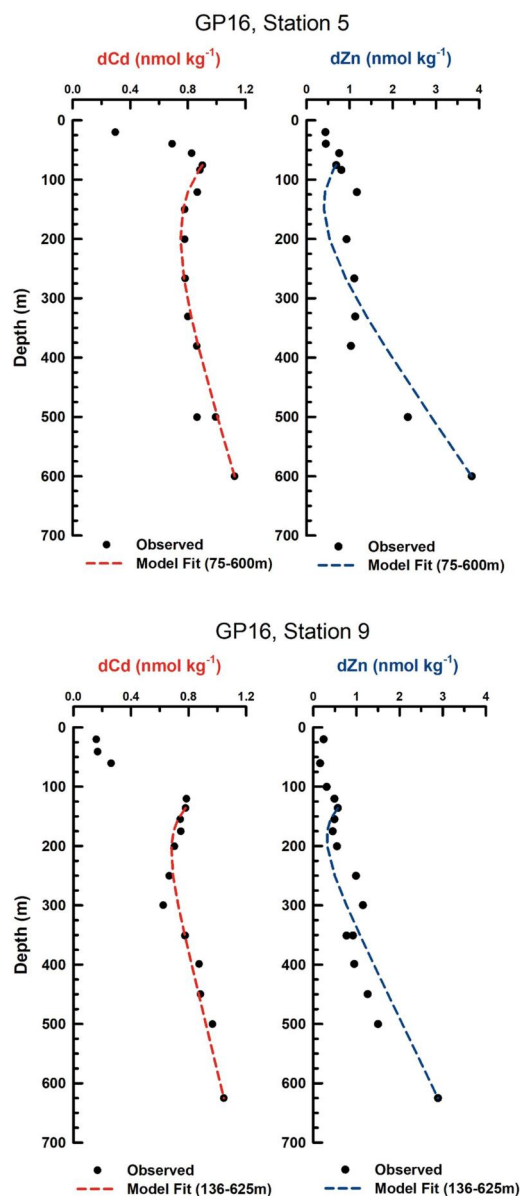 GP16, Station 5
dCd (nmol kg-1) dZn (nmol kg-1)
0.0 0.4 0.8 1.2 0 1 2 3 4
0
100
200
300
400
500
600
700
Depth (m)
Observed Observed
Model Fit (75-600m) Model Fit (75-600m)
GP16, Station 9
dCd (nmol kg-1) dZn (nmol kg-1)
0.0 0.4 0.8 1.2 0 1 2 3 4
0
100
200
300
400
500
600
700
Depth (m)
Observed Observed
Model Fit (136-625m) Model Fit (136-625m)